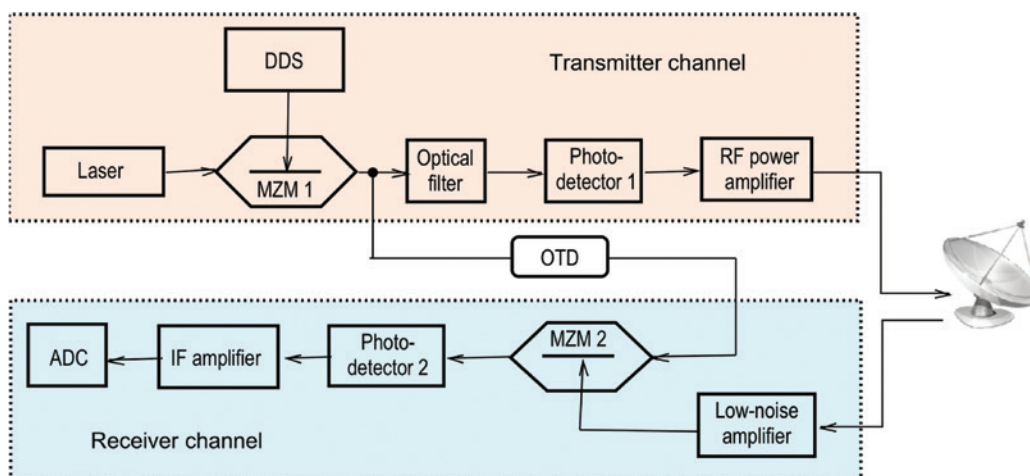 DDS
Transmitter channel
Laser
MZM 1
Optical
filter
Photo-
detector 1
RF power
amplifier
OTD
ADC
IF amplifier
Photo-
detector 2
MZM 2
Low-noise
amplifier
Receiver channel